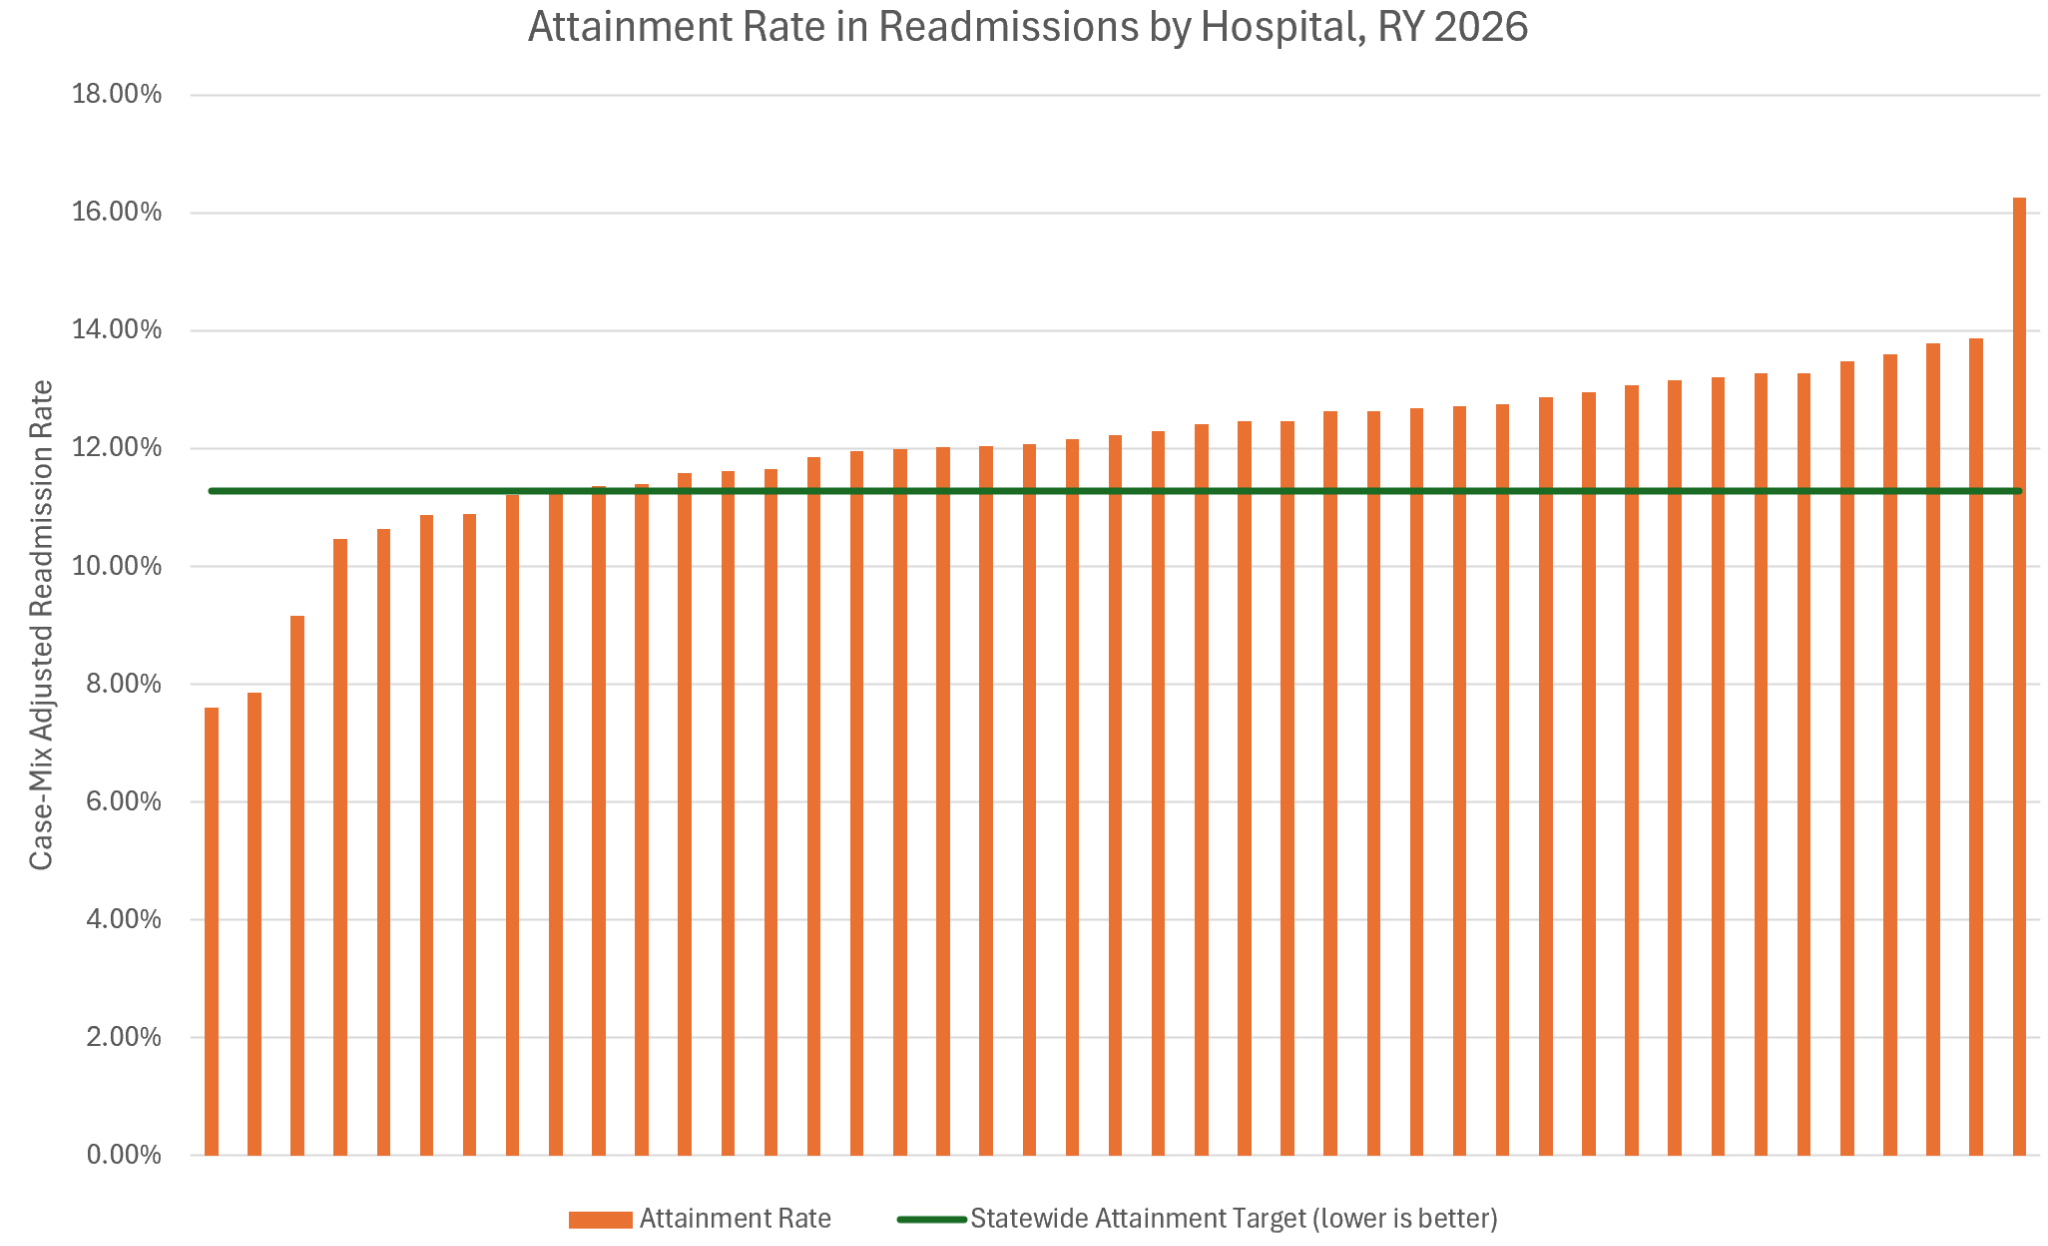 Attainment Rate in Readmissions by Hospital, RY 2026
18.00%
16.00%
14.00%
12.00%
10.00%
8.00%
6.00%
4.00%
2.00%
0.00%
Case-Mix Adjusted Readmission Rate
Attainment Rate
Statewide Attainment Target (lower is better)